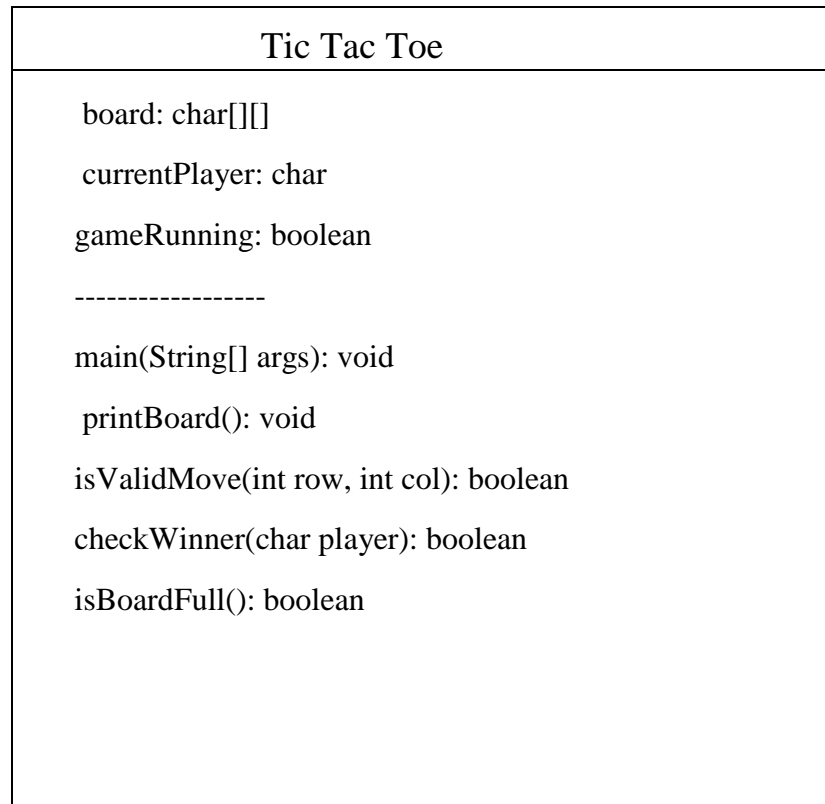 Tic Tac Toe
board: char[][]
currentPlayer: char
gameRunning: boolean
------------------
main(String[] args): void
printBoard(): void
isValidMove(int row, int col): boolean
checkWinner(char player): boolean
isBoardFull(): boolean